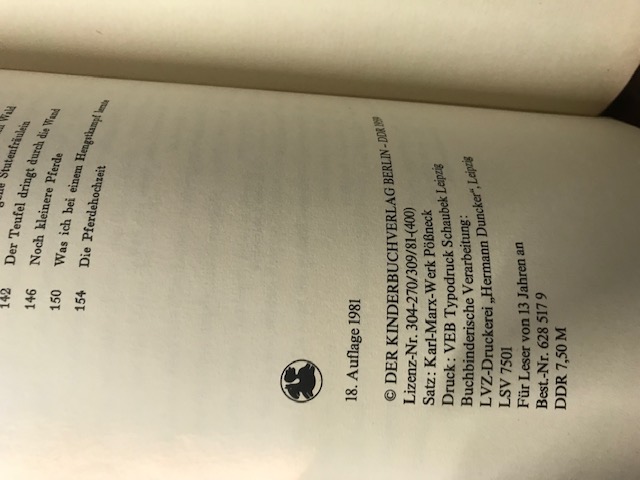 Wald
Stutenfräulein
142 Der Teufel dringt durch die Wand
146 Noch kleinere Pferde
150 Was ich bei einem Hengstkampf lerne
154 Die Pferdehochzeit
18. Auflage 1981
© DER KINDERBUCHVERLAG BERLIN – DDR 1959
Lizenz-Nr. 304-270/309/81-(400)
Satz: Karl-Marx-Werk Pößneck
Druck: VEB Typodruck Schaubek Leipzig
Buchbinderische Verarbeitung:
LVZ-Druckerei „Hermann Duncker“, Leipzig
LSV 7501
Für Leser von 13 Jahren an
Best.-Nr. 628 517 9
DDR 7,50 M